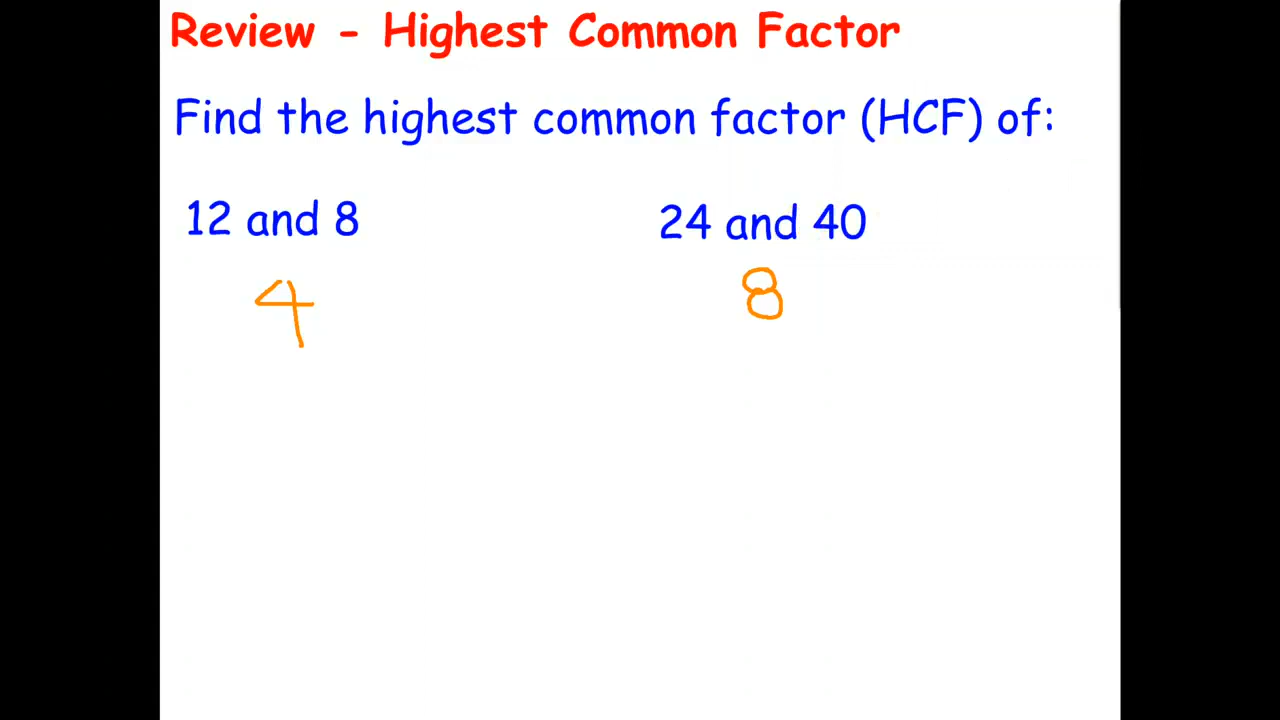 Review - Highest Common Factor
Find the highest common factor (HCF) of:
12 and 8
24 and 40
4
8